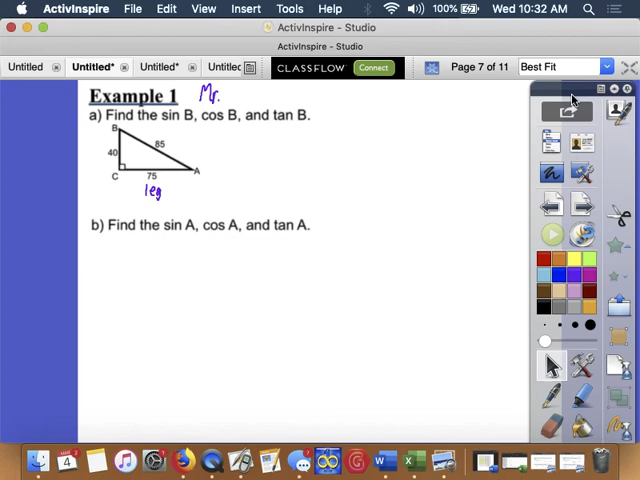 ActivInspire File Edit View Insert Tools Help 100% Wed 10:32 AM
ActivInspire - Studio
ActivInspire - Studio
Untitled Untitled* Untitled* Untitled CLASSFLOW Connect Page 7 of 11 Best Fit
Example 1 Mr.
a) Find the sin B, cos B, and tan B.
B
85
40
A
C 75
leg
b) Find the sin A, cos A, and tan A.
4